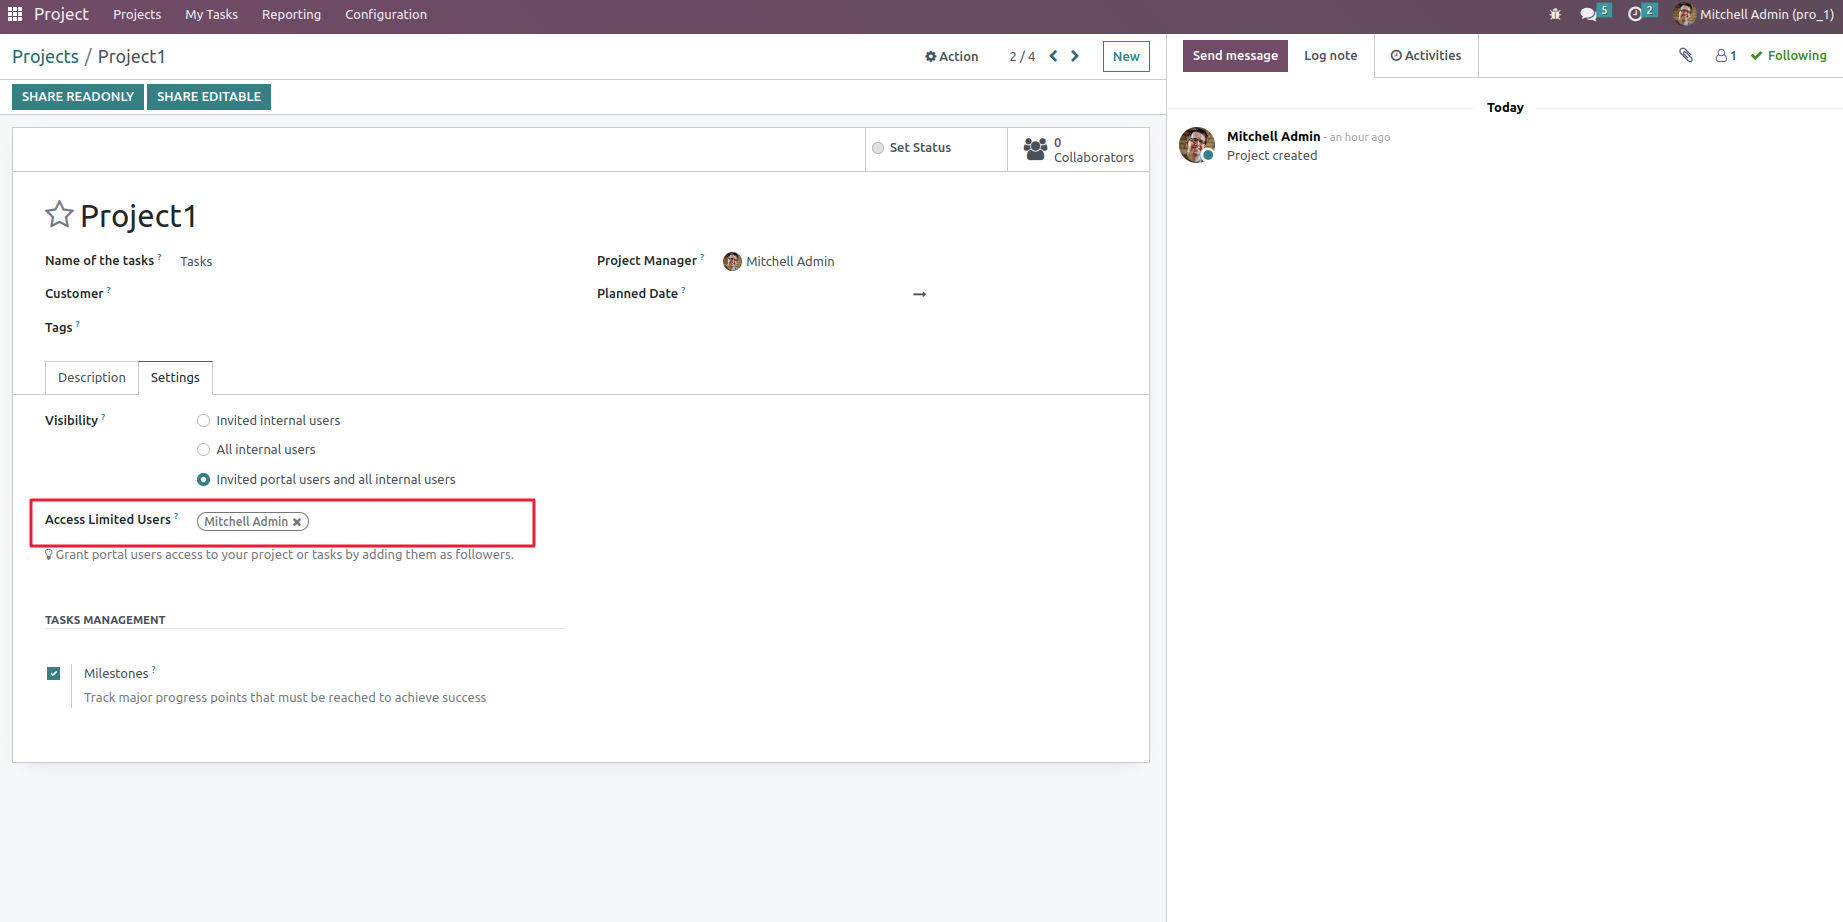 Project Projects My Tasks Reporting Configuration 5 2 Mitchell Admin (pro_1)
Projects / Project1 Action 2 / 4 New
Send message Log note Activities 1 Following
SHARE READONLY SHARE EDITABLE
Today
Mitchell Admin - an hour ago
Project created
Set Status
0
Collaborators
Project1
Name of the tasks ? Tasks
Project Manager ? Mitchell Admin
Customer ?
Planned Date ? →
Tags ?
Description Settings
Visibility ? Invited internal users
All internal users
Invited portal users and all internal users
Access Limited Users ? Mitchell Admin ×
Grant portal users access to your project or tasks by adding them as followers.
TASKS MANAGEMENT
Milestones ?
Track major progress points that must be reached to achieve success